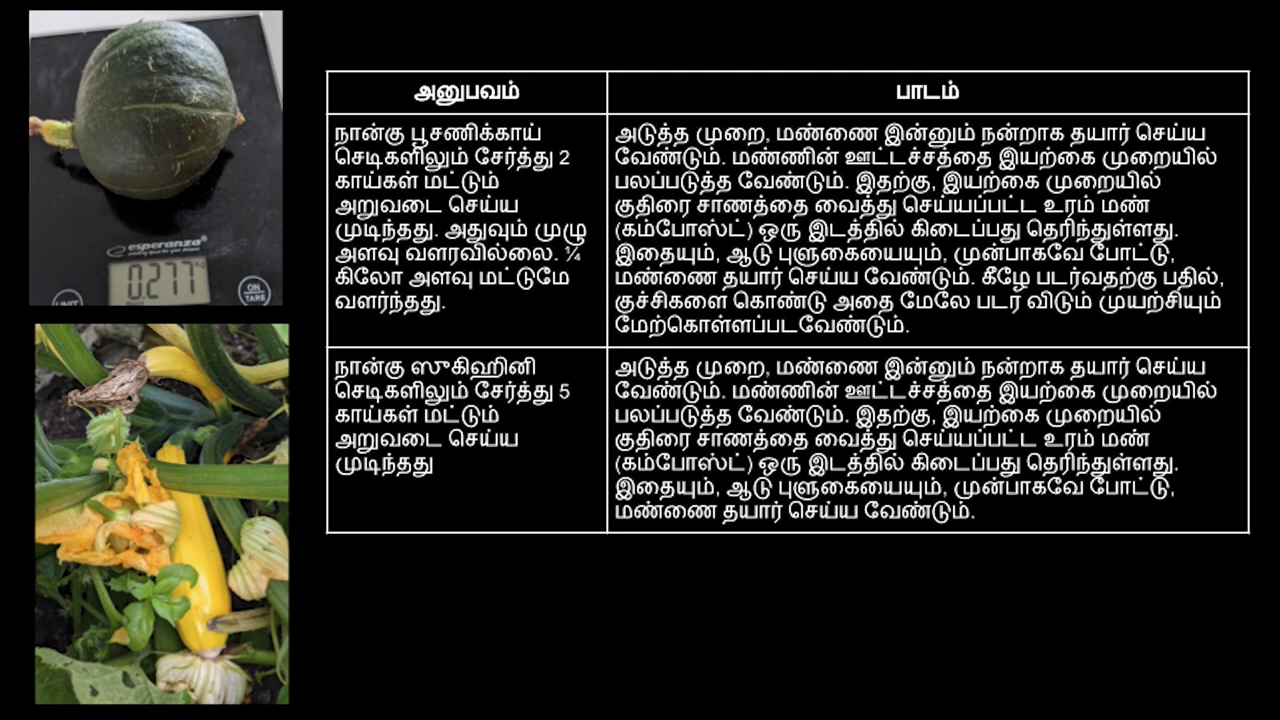 esperanza
0.277
UNIT
ON
TARE
அனுபவம்
பாடம்
நான்கு பூசணிக்காய்
செடிகளிலும் சேர்த்து 2
காய்கள் மட்டும்
அறுவடை செய்ய
முடிந்தது. அதுவும் முழு
அளவு வளரவில்லை. ¼
கிலோ அளவு மட்டுமே
வளர்ந்தது.
அடுத்த முறை, மண்ணை இன்னும் நன்றாக தயார் செய்ய
வேண்டும். மண்ணின் ஊட்டச்சத்தை இயற்கை முறையில்
பலப்படுத்த வேண்டும். இதற்கு, இயற்கை முறையில்
குதிரை சாணத்தை வைத்து செய்யப்பட்ட உரம் மண்
(கம்போஸ்ட்) ஒரு இடத்தில் கிடைப்பது தெரிந்துள்ளது.
இதையும், ஆடு புளுகையையும், முன்பாகவே போட்டு,
மண்ணை தயார் செய்ய வேண்டும். கீழே படர்வதற்கு பதில்,
குச்சிகளை கொண்டு அதை மேலே படர விடும் முயற்சியும்
மேற்கொள்ளப்படவேண்டும்.
நான்கு ஸுகிஹினி
செடிகளிலும் சேர்த்து 5
காய்கள் மட்டும்
அறுவடை செய்ய
முடிந்தது
அடுத்த முறை, மண்ணை இன்னும் நன்றாக தயார் செய்ய
வேண்டும். மண்ணின் ஊட்டச்சத்தை இயற்கை முறையில்
பலப்படுத்த வேண்டும். இதற்கு, இயற்கை முறையில்
குதிரை சாணத்தை வைத்து செய்யப்பட்ட உரம் மண்
(கம்போஸ்ட்) ஒரு இடத்தில் கிடைப்பது தெரிந்துள்ளது.
இதையும், ஆடு புளுகையையும், முன்பாகவே போட்டு,
மண்ணை தயார் செய்ய வேண்டும்.